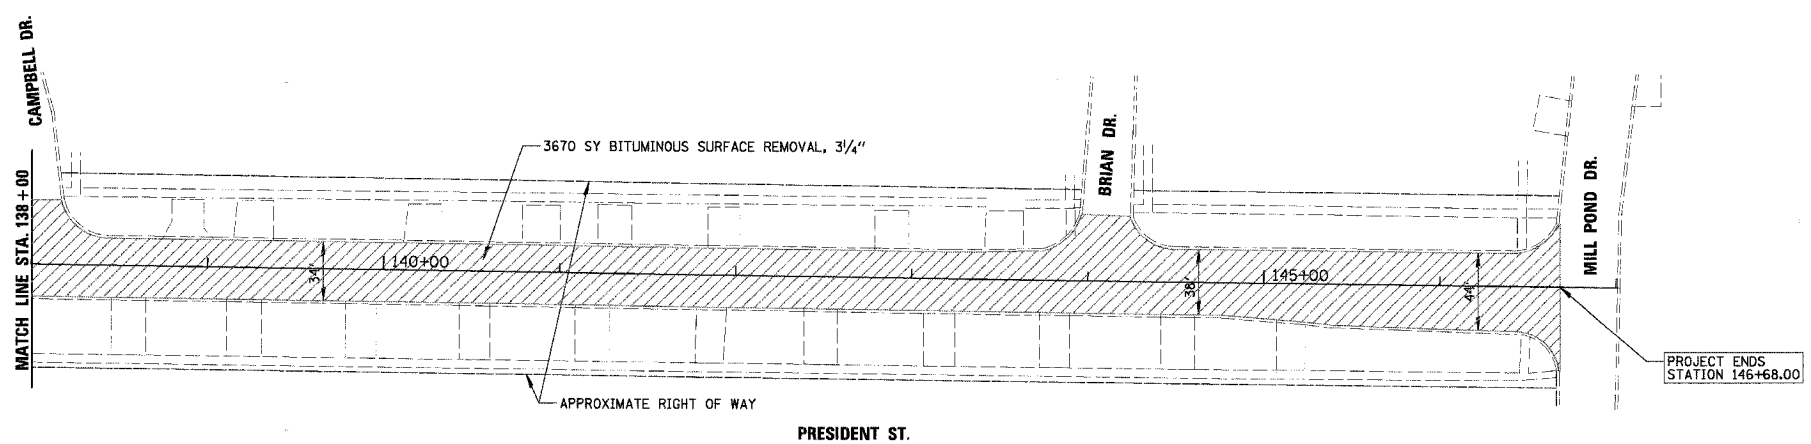 CAMPBELL DR.
MATCH LINE STA. 138+00
3670 SY BITUMINOUS SURFACE REMOVAL, 3¼"
BRIAN DR.
MILL POND DR.
34'
140+00
38'
145+00
44'
PROJECT ENDS
STATION 146+68.00
APPROXIMATE RIGHT OF WAY
PRESIDENT ST.